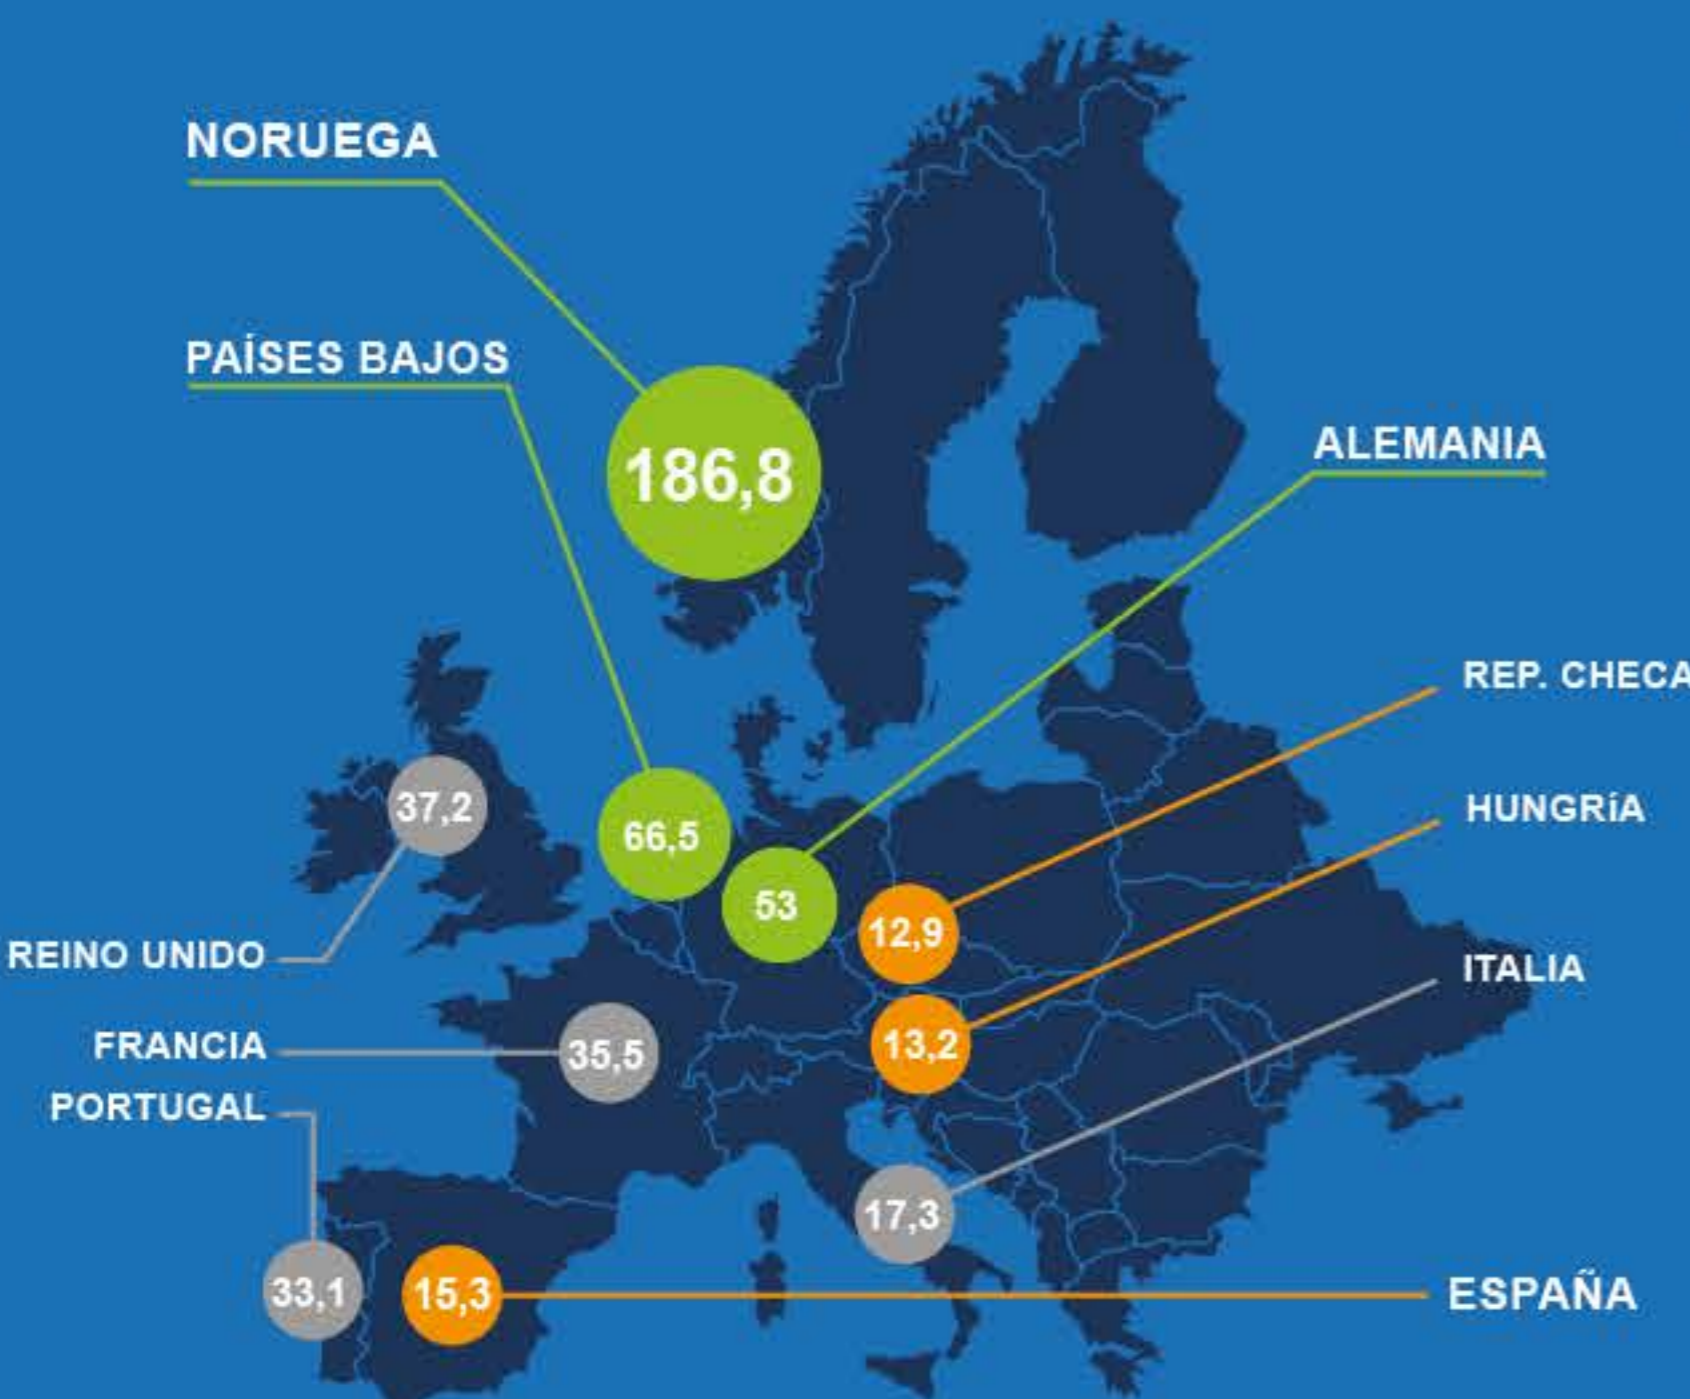 NORUEGA
186,8
PAÍSES BAJOS
66,5
ALEMANIA
53
REP. CHECA
12,9
HUNGRíA
13,2
ITALIA
17,3
REINO UNIDO
37,2
FRANCIA
35,5
PORTUGAL
33,1
15,3
ESPAÑA